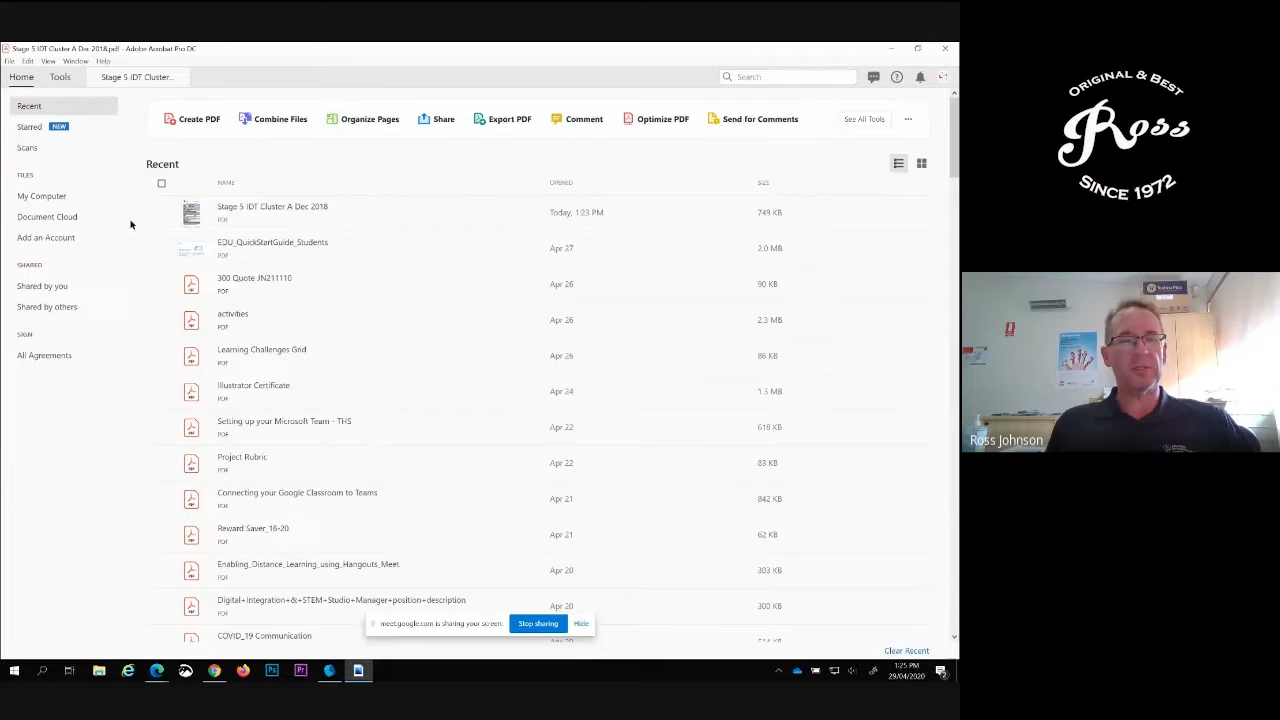 Stage 5 IDT Cluster A Dec 2018.pdf - Adobe Acrobat Pro DC
File Edit View Window Help
Home Tools Stage 5 IDT Cluster... Search
Recent
Starred NEW
Scans
FILES
My Computer
Document Cloud
Add an Account
SHARED
Shared by you
Shared by others
SIGN
All Agreements
Create PDF Combine Files Organize Pages Share Export PDF Comment Optimize PDF Send for Comments See All Tools
Recent
NAME OPENED SIZE
Stage 5 IDT Cluster A Dec 2018
PDF
Today, 1:23 PM 749 KB
EDU_QuickStartGuide_Students
PDF
Apr 27 2.0 MB
300 Quote JN211110
PDF
Apr 26 90 KB
activities
PDF
Apr 26 2.3 MB
Learning Challenges Grid
PDF
Apr 26 86 KB
Illustrator Certificate
PDF
Apr 24 1.3 MB
Setting up your Microsoft Team - THS
PDF
Apr 22 618 KB
Project Rubric
PDF
Apr 22 83 KB
Connecting your Google Classroom to Teams
PDF
Apr 21 842 KB
Reward Saver_18-20
PDF
Apr 21 62 KB
Enabling_Distance_Learning_using_Hangouts_Meet
PDF
Apr 20 303 KB
Digital+Integration+&+STEM+Studio+Manager+position+description
PDF
Apr 20 300 KB
COVID_19 Communication
meet.google.com is sharing your screen. Stop sharing Hide
Clear Recent
1:25 PM
29/04/2020
ORIGINAL & BEST
Ross
SINCE 1972
Ross Johnson